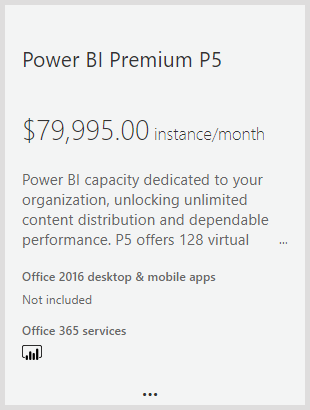 Power BI Premium P5
$79,995.00 instance/month
Power BI capacity dedicated to your
organization, unlocking unlimited
content distribution and dependable
performance. P5 offers 128 virtual ...
Office 2016 desktop & mobile apps
Not included
Office 365 services